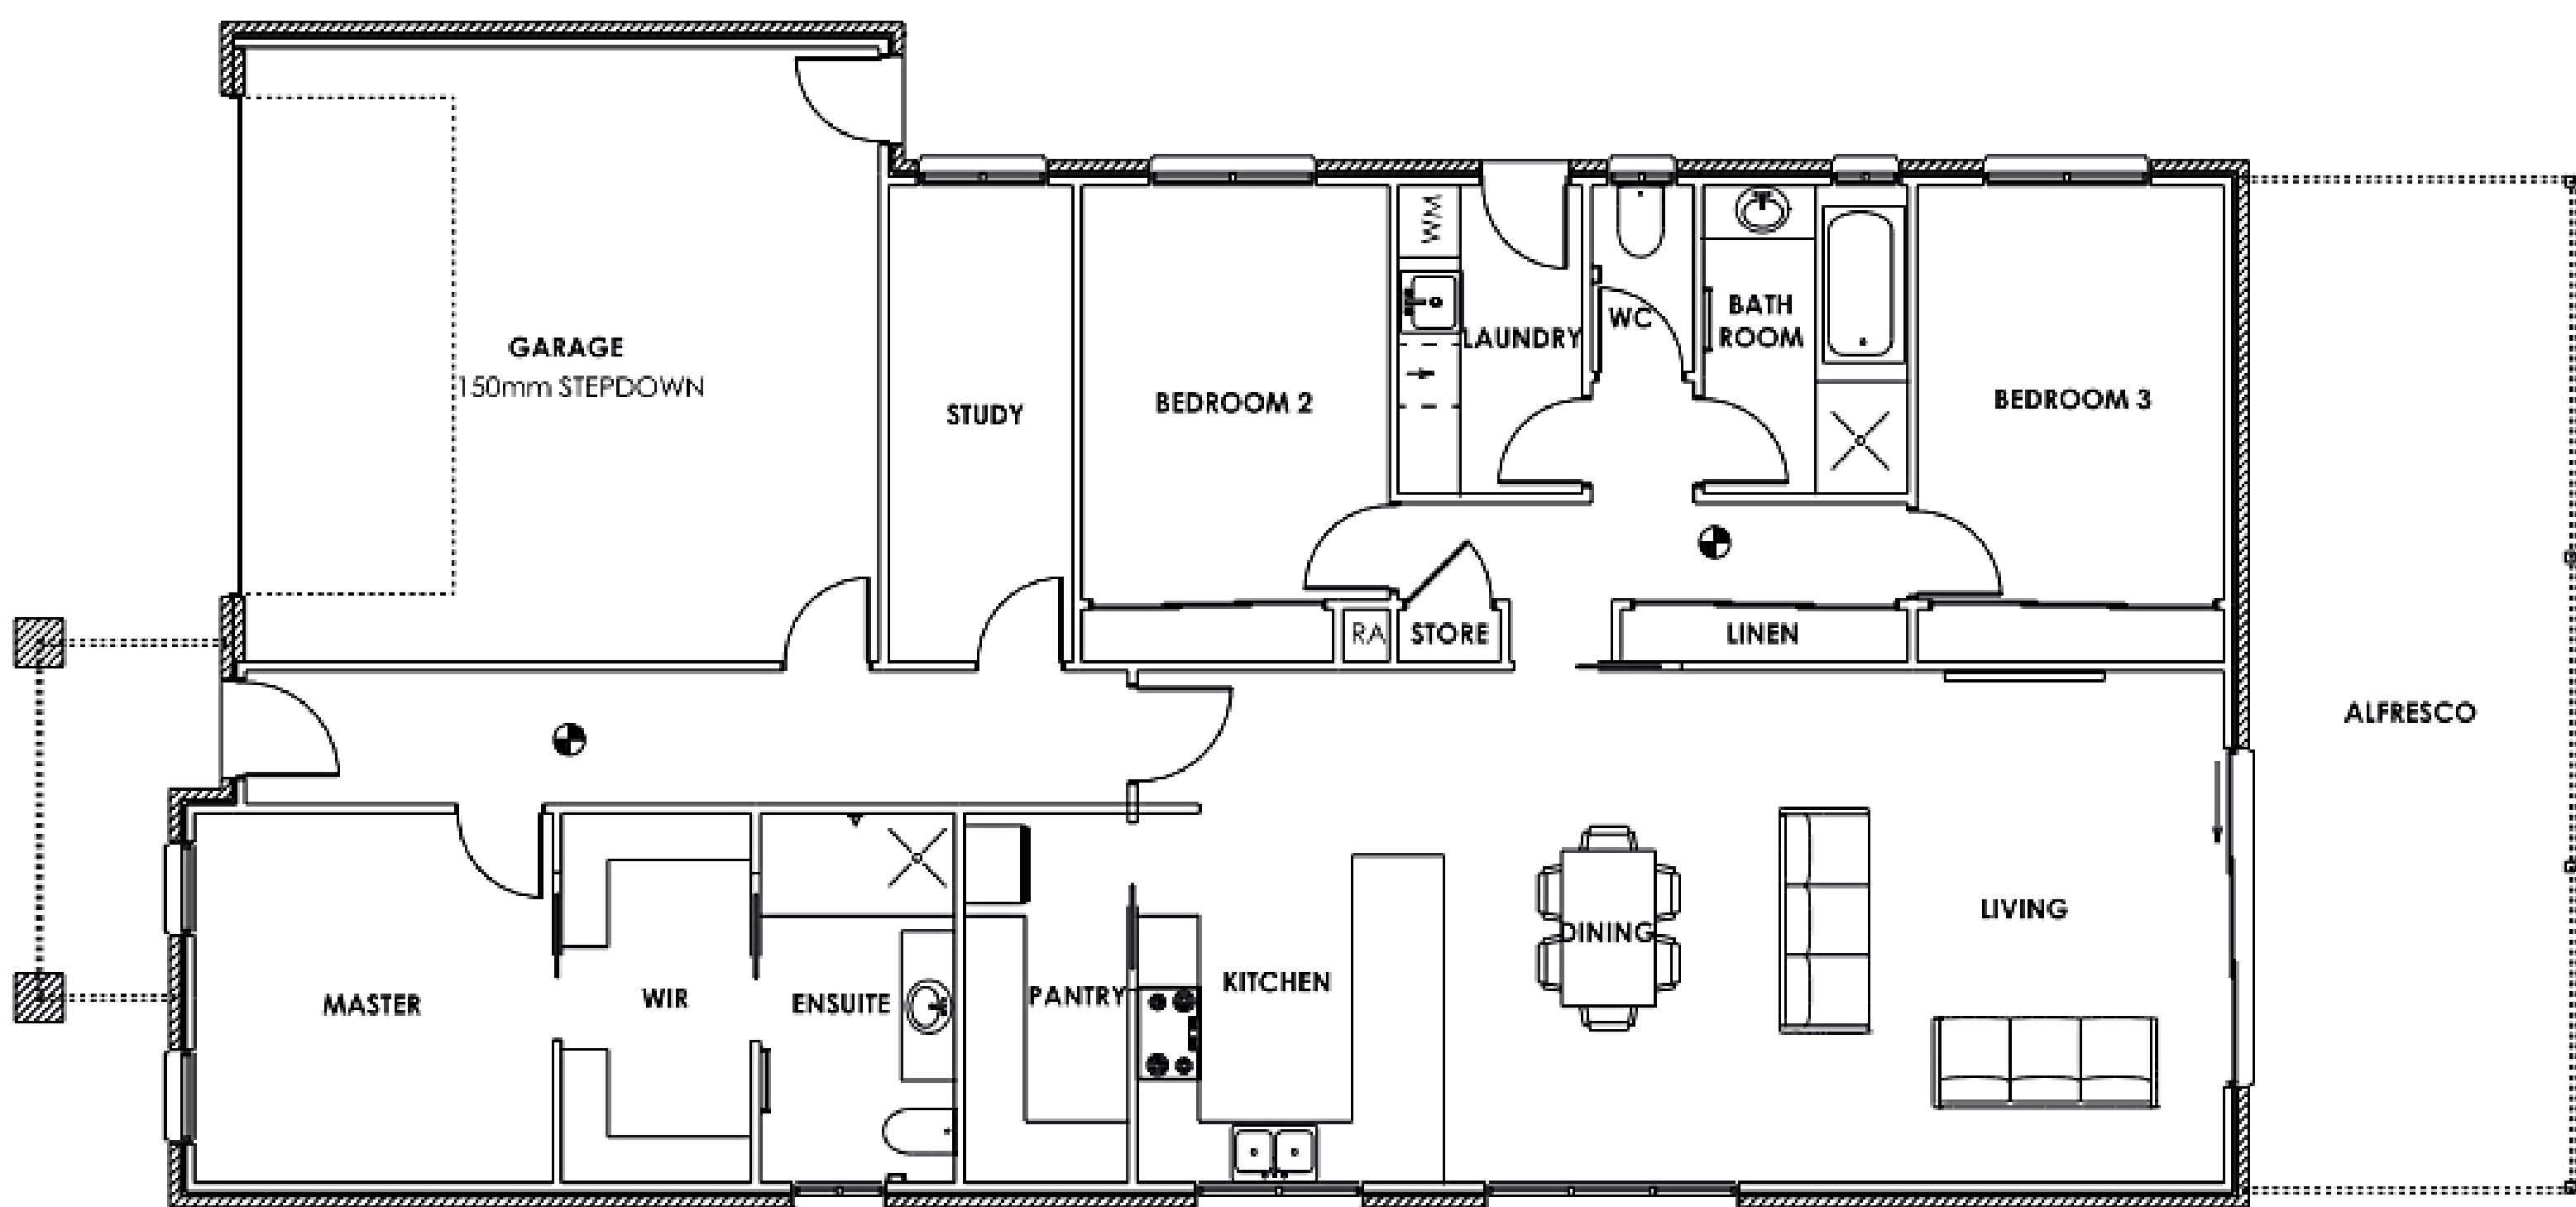 GARAGE
150mm STEPDOWN
STUDY
BEDROOM 2
WM
LAUNDRY
WC
BATH
ROOM
BEDROOM 3
RA
STORE
LINEN
ALFRESCO
MASTER
WIR
ENSUITE
PANTRY
KITCHEN
DINING
LIVING